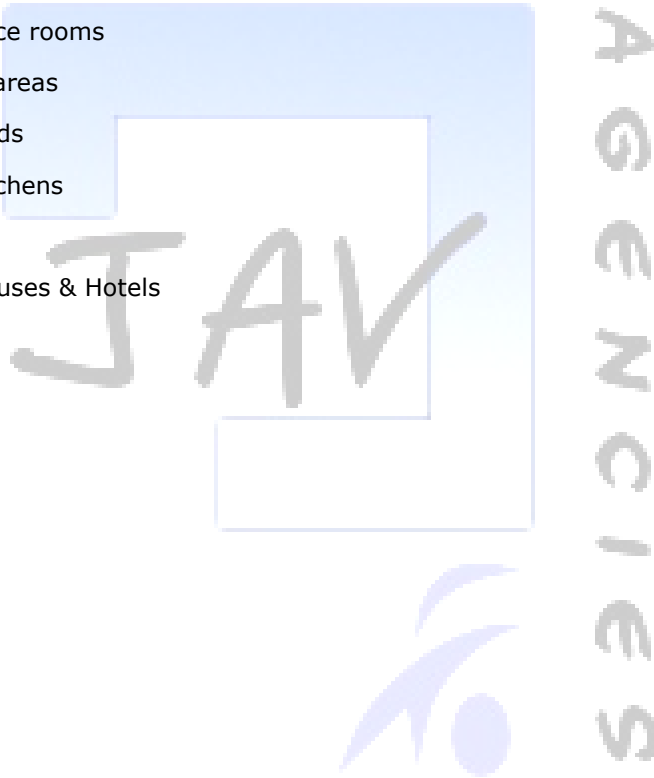 ce rooms
areas
ds
chens
uses & Hotels
JAV
AGENCIES